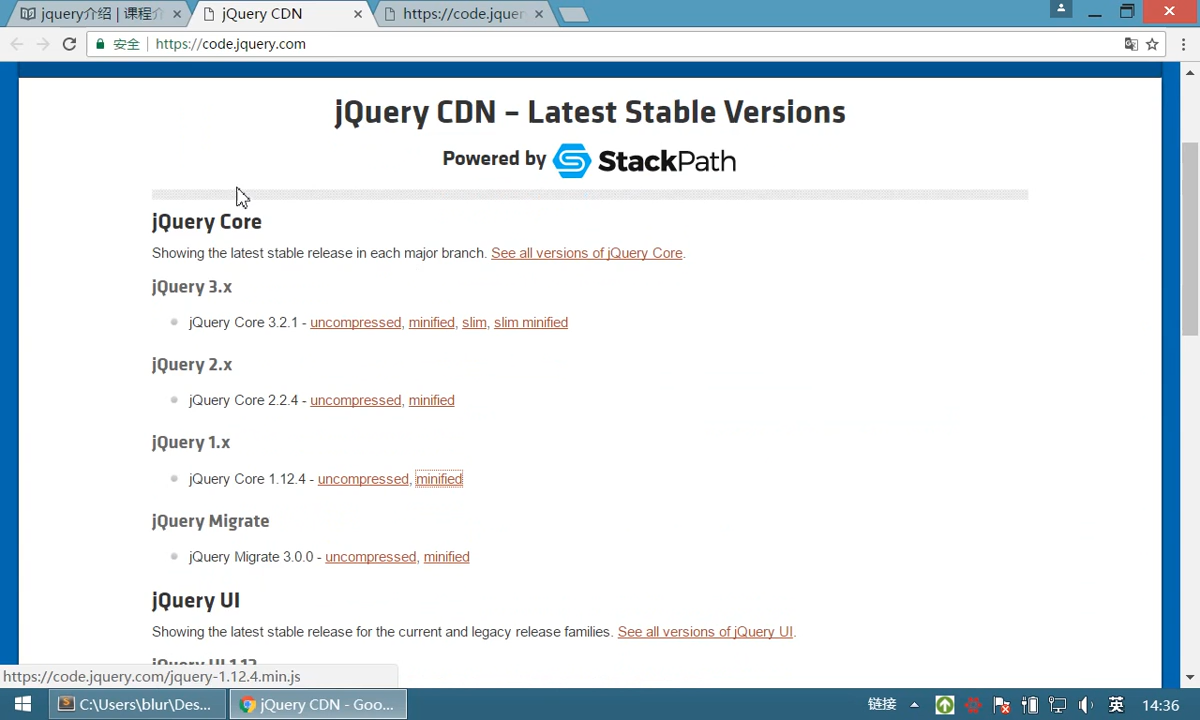 jquery介绍 | 课程介
jQuery CDN
https://code.jquer
安全
https://code.jquery.com
jQuery CDN – Latest Stable Versions
Powered by StackPath
jQuery Core
Showing the latest stable release in each major branch. See all versions of jQuery Core.
jQuery 3.x
jQuery Core 3.2.1 - uncompressed, minified, slim, slim minified
jQuery 2.x
jQuery Core 2.2.4 - uncompressed, minified
jQuery 1.x
jQuery Core 1.12.4 - uncompressed, minified
jQuery Migrate
jQuery Migrate 3.0.0 - uncompressed, minified
jQuery UI
Showing the latest stable release for the current and legacy release families. See all versions of jQuery UI.
jQuery UI 1.12
https://code.jquery.com/jquery-1.12.4.min.js
C:\Users\blur\Des...
jQuery CDN - Goo...
链接
英
14:36